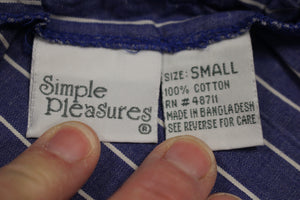 Simple
Pleasures
®
SIZE: SMALL
100% COTTON
RN # 48711
MADE IN BANGLADESH
SEE REVERSE FOR CARE